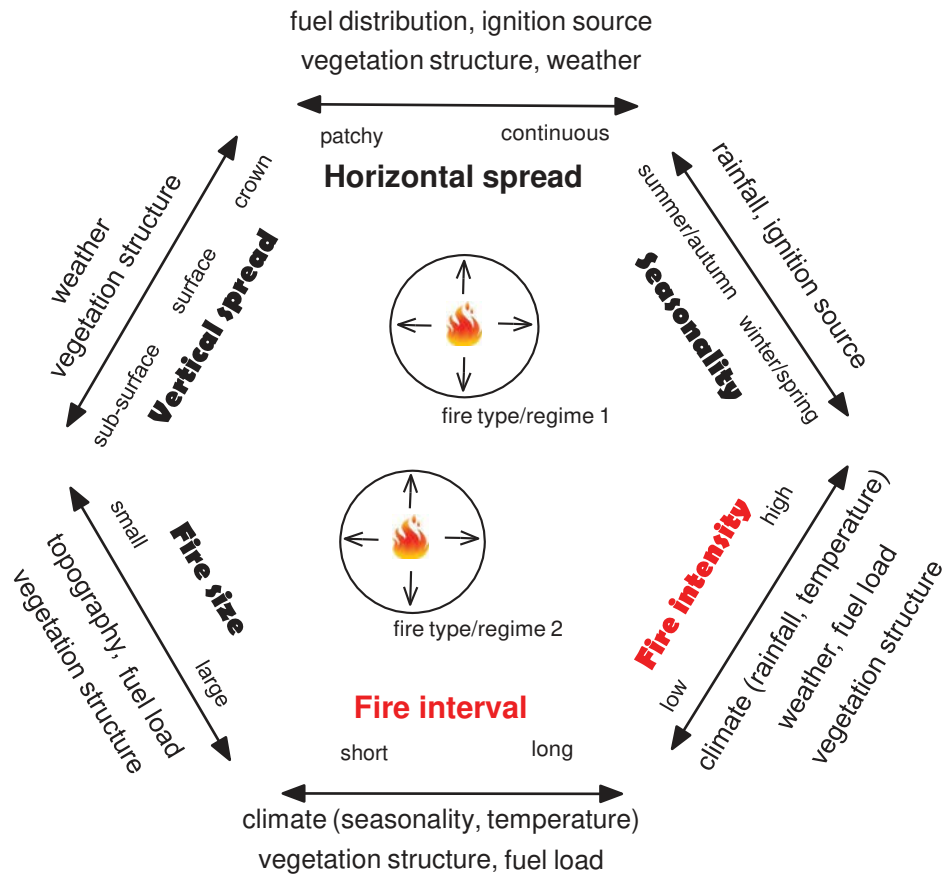 fuel distribution, ignition source
vegetation structure, weather
patchy
continuous
Horizontal spread
weather
vegetation structure
crown
surface
sub-surface
Vertical spread
rainfall, ignition source
summer/autumn
winter/spring
Seasonality
fire type/regime 1
fire type/regime 2
small
large
Fire size
topography, fuel load
vegetation structure
Fire intensity
high
low
climate (rainfall, temperature)
weather, fuel load
vegetation structure
Fire interval
short
long
climate (seasonality, temperature)
vegetation structure, fuel load